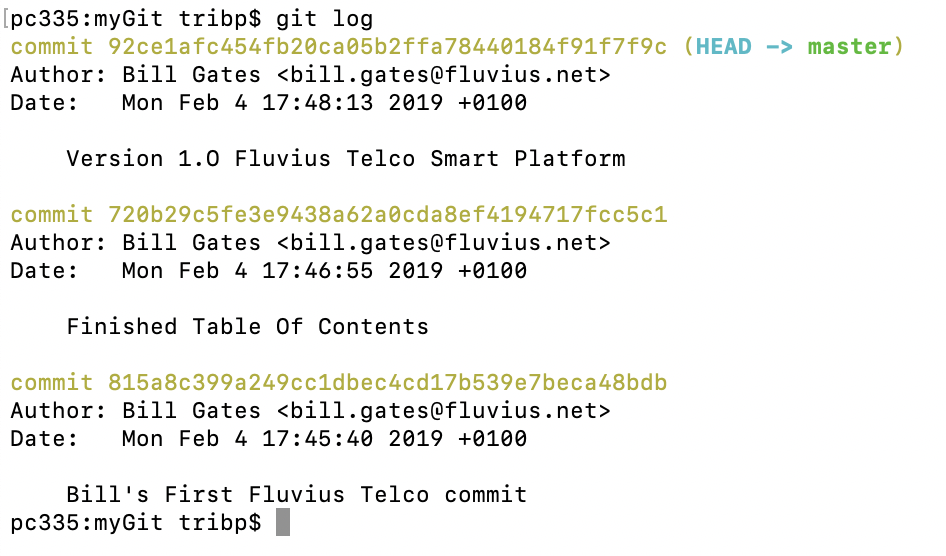 pc335:myGit tribp$ git log
commit 92ce1afc454fb20ca05b2ffa78440184f91f7f9c (HEAD -> master)
Author: Bill Gates <bill.gates@fluvius.net>
Date:   Mon Feb 4 17:48:13 2019 +0100
    Version 1.O Fluvius Telco Smart Platform
commit 720b29c5fe3e9438a62a0cda8ef4194717fcc5c1
Author: Bill Gates <bill.gates@fluvius.net>
Date:   Mon Feb 4 17:46:55 2019 +0100
    Finished Table Of Contents
commit 815a8c399a249cc1dbec4cd17b539e7beca48bdb
Author: Bill Gates <bill.gates@fluvius.net>
Date:   Mon Feb 4 17:45:40 2019 +0100
    Bill's First Fluvius Telco commit
pc335:myGit tribp$